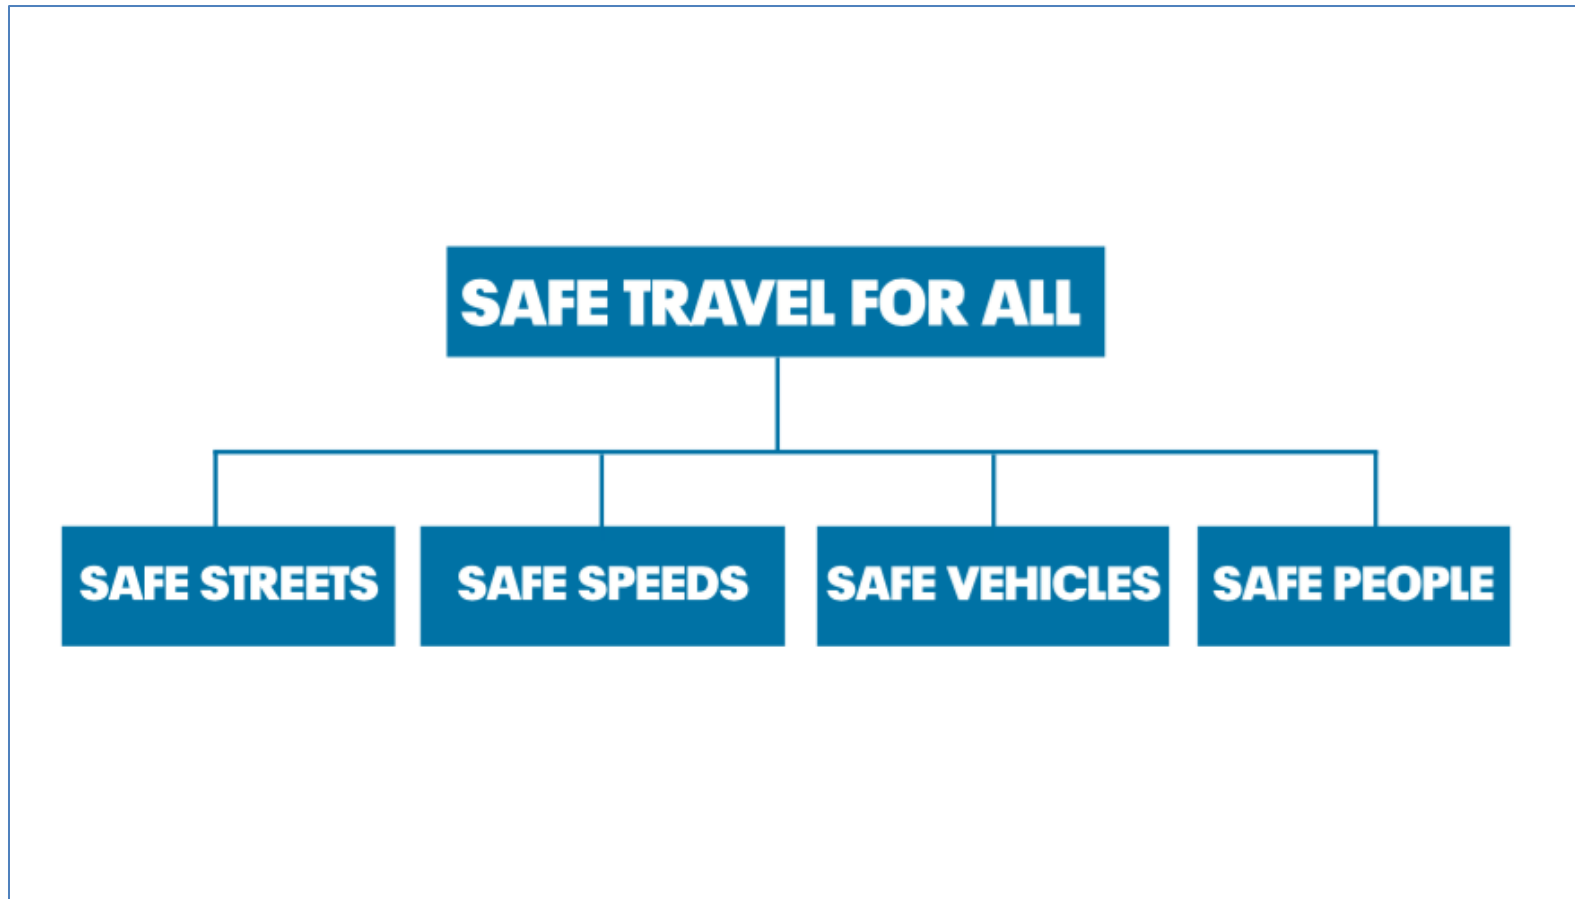 SAFE TRAVEL FOR ALL
SAFE STREETS
SAFE SPEEDS
SAFE VEHICLES
SAFE PEOPLE